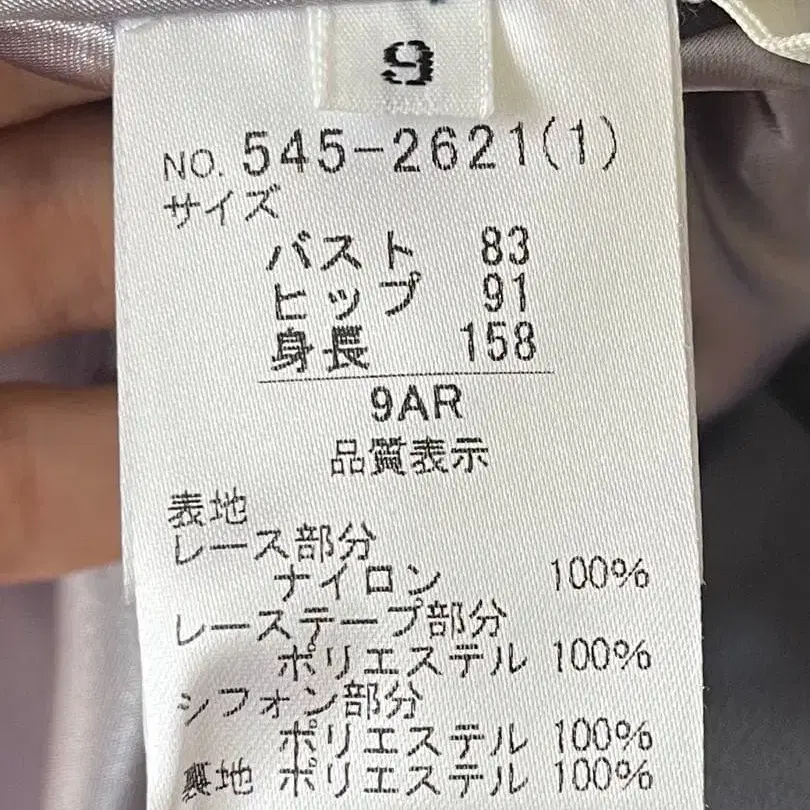 9
NO. 545-2621(1)
サイズ
バスト 83
ヒップ 91
身長 158
9AR
品質表示
表地
レース部分
ナイロン 100%
レーステープ部分
ポリエステル 100%
シフォン部分
ポリエステル 100%
裏地 ポリエステル 100%